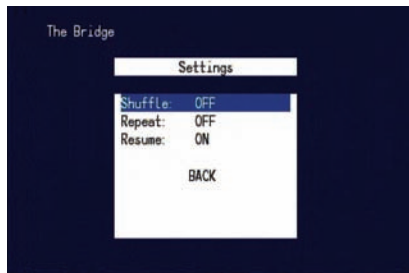 The Bridge
Settings
Shuffle: OFF
Repeat: OFF
Resume: ON
BACK